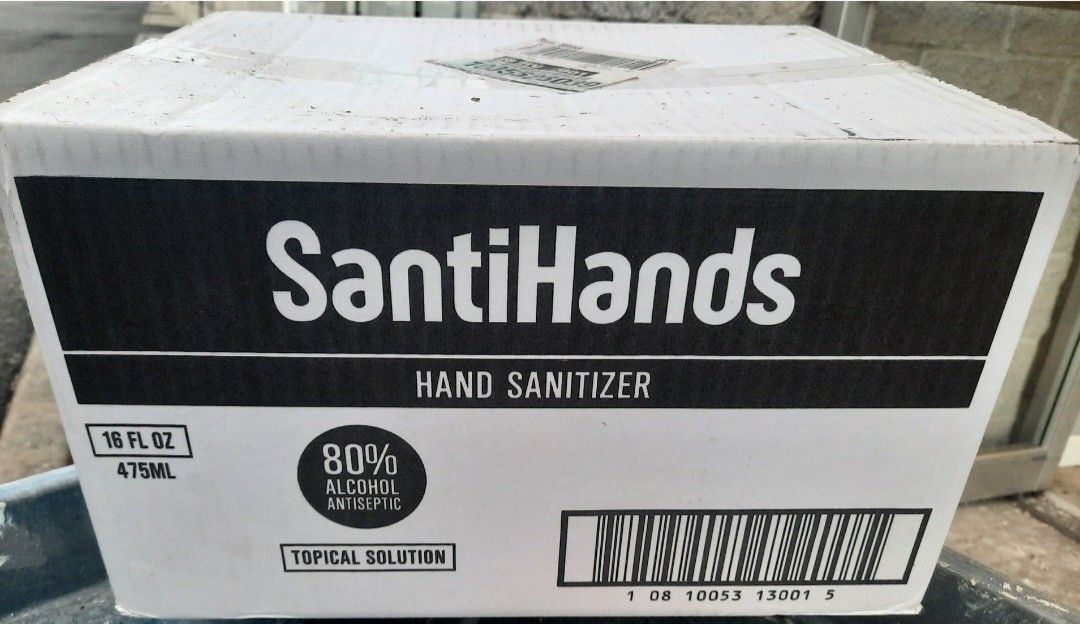 SantiHands
HAND SANITIZER
16 FL OZ
475ML
80%
ALCOHOL
ANTISEPTIC
TOPICAL SOLUTION
1 08 10053 13001 5